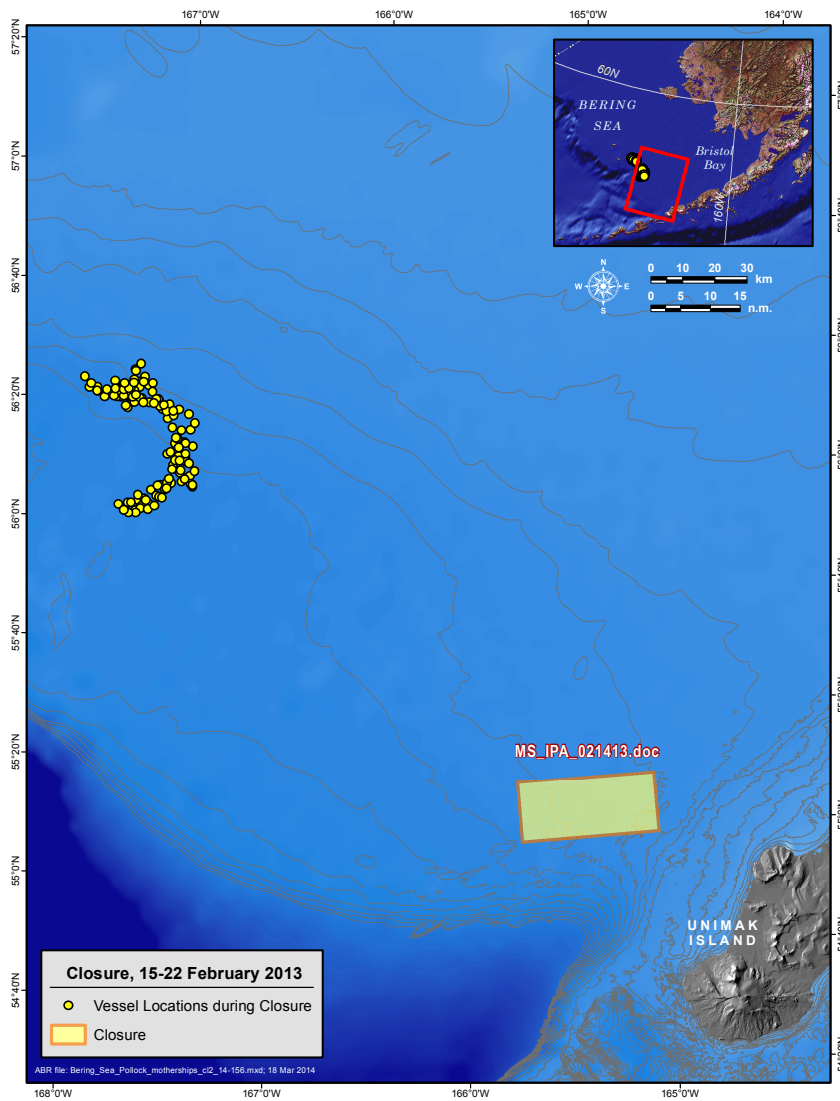 167°0'W 166°0'W 165°0'W 164°0'W
57°20'N
57°0'N
56°40'N
56°20'N
56°0'N
55°40'N
55°20'N
55°0'N
54°40'N
60N
BERING
SEA
Bristol
Bay
160W
N
W E
S
0 10 20 30
km
0 5 10 15
n.m.
MS_IPA_021413.doc
UNIMAK
ISLAND
Closure, 15-22 February 2013
Vessel Locations during Closure
Closure
ABR file: Bering_Sea_Pollock_motherships_cl2_14-156.mxd; 18 Mar 2014
168°0'W 167°0'W 166°0'W 165°0'W